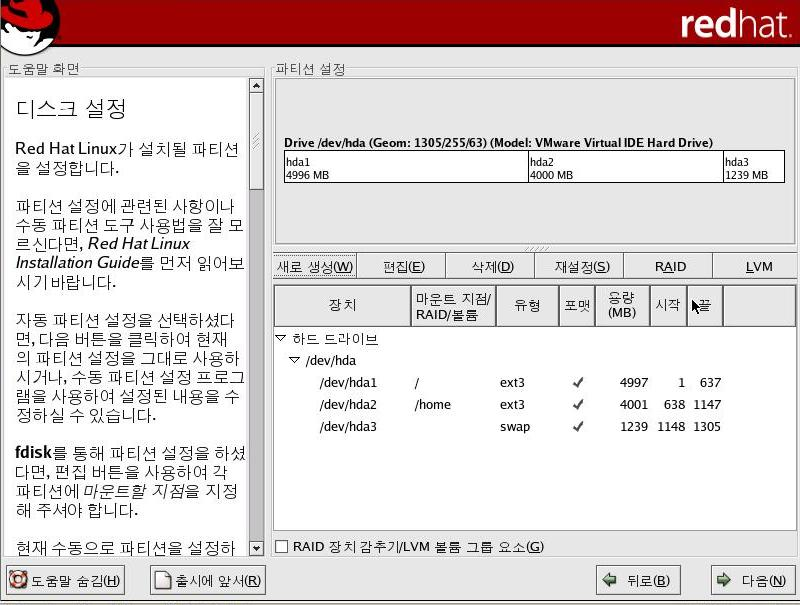 redhat.
도움말 화면
디스크 설정
Red Hat Linux가 설치될 파티션
을 설정합니다.
파티션 설정에 관련된 사항이나
수동 파티션 도구 사용법을 잘 모
르신다면, Red Hat Linux
Installation Guide를 먼저 읽어보
시기 바랍니다.
자동 파티션 설정을 선택하셨다
면, 다음 버튼을 클릭하여 현재
의 파티션 설정을 그대로 사용하
시거나, 수동 파티션 설정 프로그
램을 사용하여 설정된 내용을 수
정하실 수 있습니다.
fdisk를 통해 파티션 설정을 하셨
다면, 편집 버튼을 사용하여 각
파티션에 마운트할 지점을 지정
해 주셔야 합니다.
현재 수동으로 파티션을 설정하
파티션 설정
Drive /dev/hda (Geom: 1305/255/63) (Model: VMware Virtual IDE Hard Drive)
hda1 hda2 hda3
4996 MB 4000 MB 1239 MB
새로 생성(W) 편집(E) 삭제(D) 재설정(S) RAID LVM
장치 마운트 지점/ RAID/볼륨 유형 포맷 용량 (MB) 시작 끝
하드 드라이브
/dev/hda
/dev/hda1 / ext3 4997 1 637
/dev/hda2 /home ext3 4001 638 1147
/dev/hda3 swap 1239 1148 1305
RAID 장치 감추기/LVM 볼륨 그룹 요소(G)
도움말 숨김(H) 출시에 앞서(R) 뒤로(B) 다음(N)